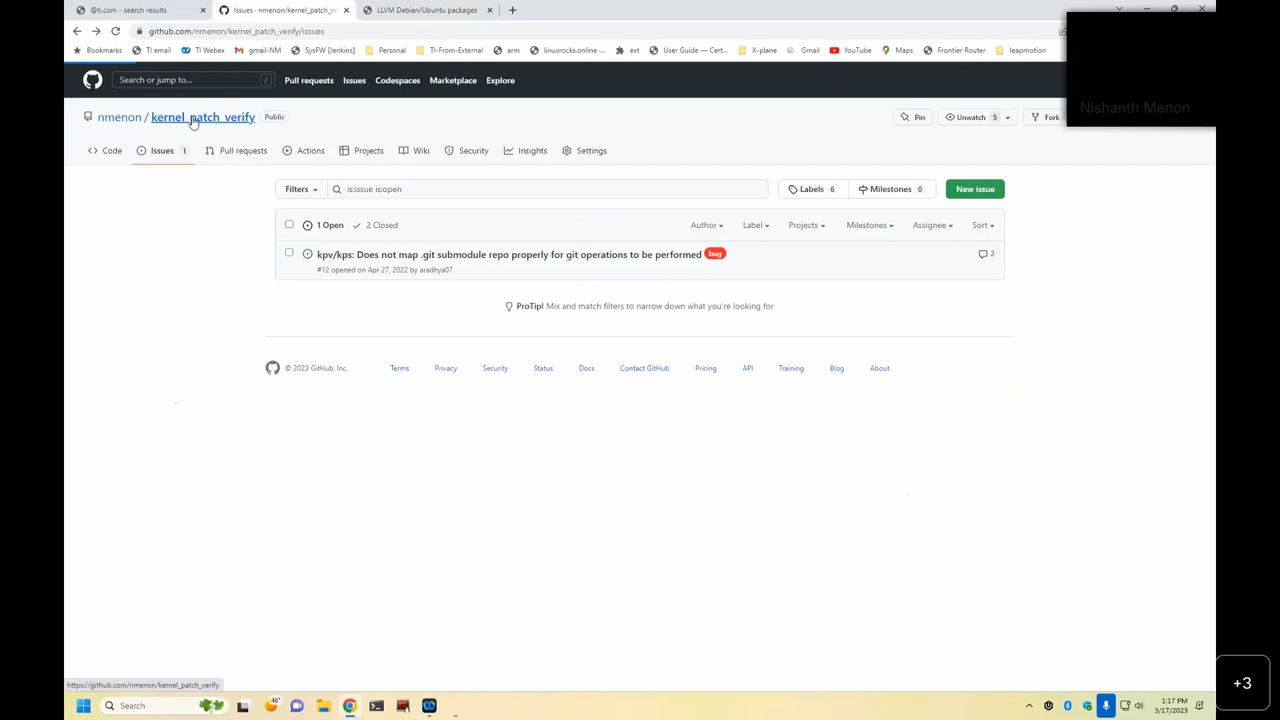 @ti.com - search results
Issues · nmenon/kernel_patch_ve
LLVM Debian/Ubuntu packages
github.com/nmenon/kernel_patch_verify/issues
Bookmarks TI email TI Webex gmail-NM SysFW [Jenkins] Personal TI-From-External arm linuxrocks.online -... ext User Guide — Cert... X-plane Gmail YouTube Maps Frontier Router leapmotion
Search or jump to... / Pull requests Issues Codespaces Marketplace Explore
nmenon / kernel_patch_verify Public Pin Unwatch 5 Fork
Nishanth Menon
Code Issues 1 Pull requests Actions Projects Wiki Security Insights Settings
Filters is:issue is:open Labels 6 Milestones 0 New issue
1 Open 2 Closed Author Label Projects Milestones Assignee Sort
kpv/kps: Does not map .git submodule repo properly for git operations to be performed bug 2
#12 opened on Apr 27, 2022 by aradhya07
ProTip! Mix and match filters to narrow down what you're looking for
© 2023 GitHub, Inc. Terms Privacy Security Status Docs Contact GitHub Pricing API Training Blog About
https://github.com/nmenon/kernel_patch_verify
+3
Search 46° 1:17 PM
3/17/2023